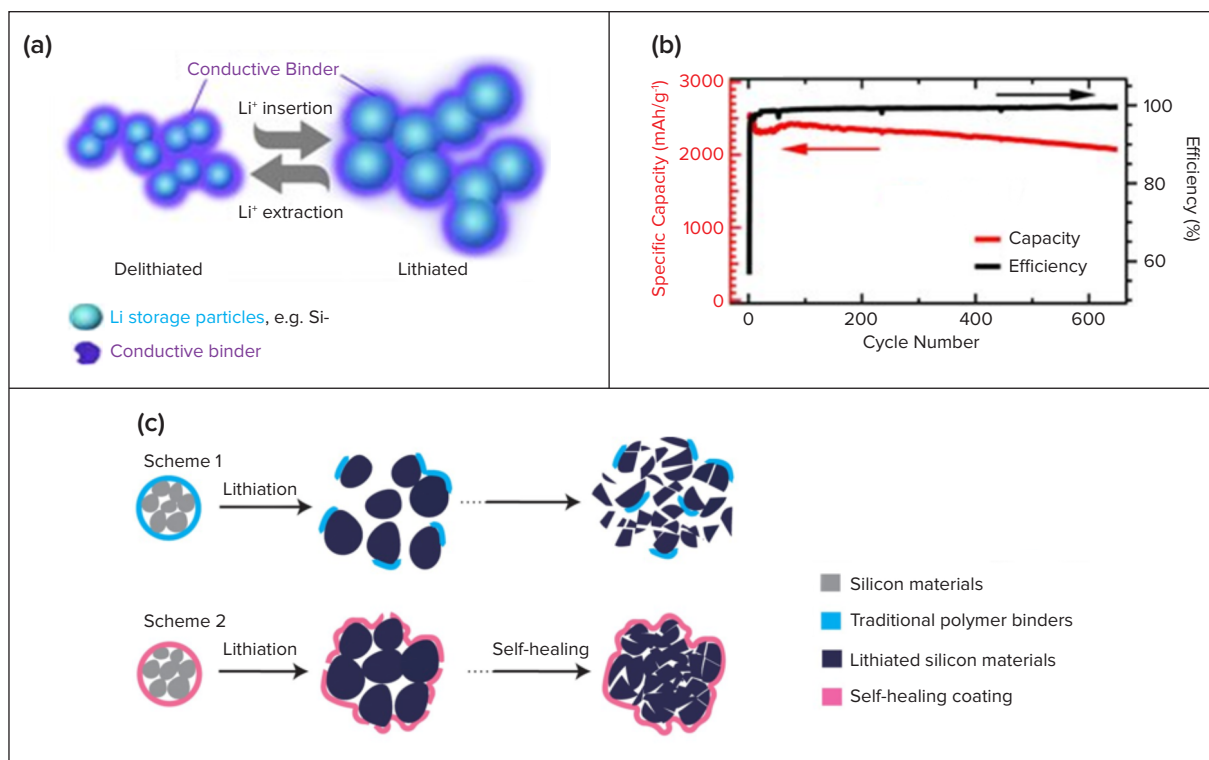 (a)
Conductive Binder
Li⁺ insertion
Li⁺ extraction
Delithiated
Lithiated
Li storage particles, e.g. Si-
Conductive binder
(b)
3000
2000
1000
0
Specific Capacity (mAh/g⁻¹)
100
80
60
Efficiency (%)
Capacity
Efficiency
0
200
400
600
Cycle Number
(c)
Scheme 1
Lithiation
Scheme 2
Lithiation
Self-healing
Silicon materials
Traditional polymer binders
Lithiated silicon materials
Self-healing coating